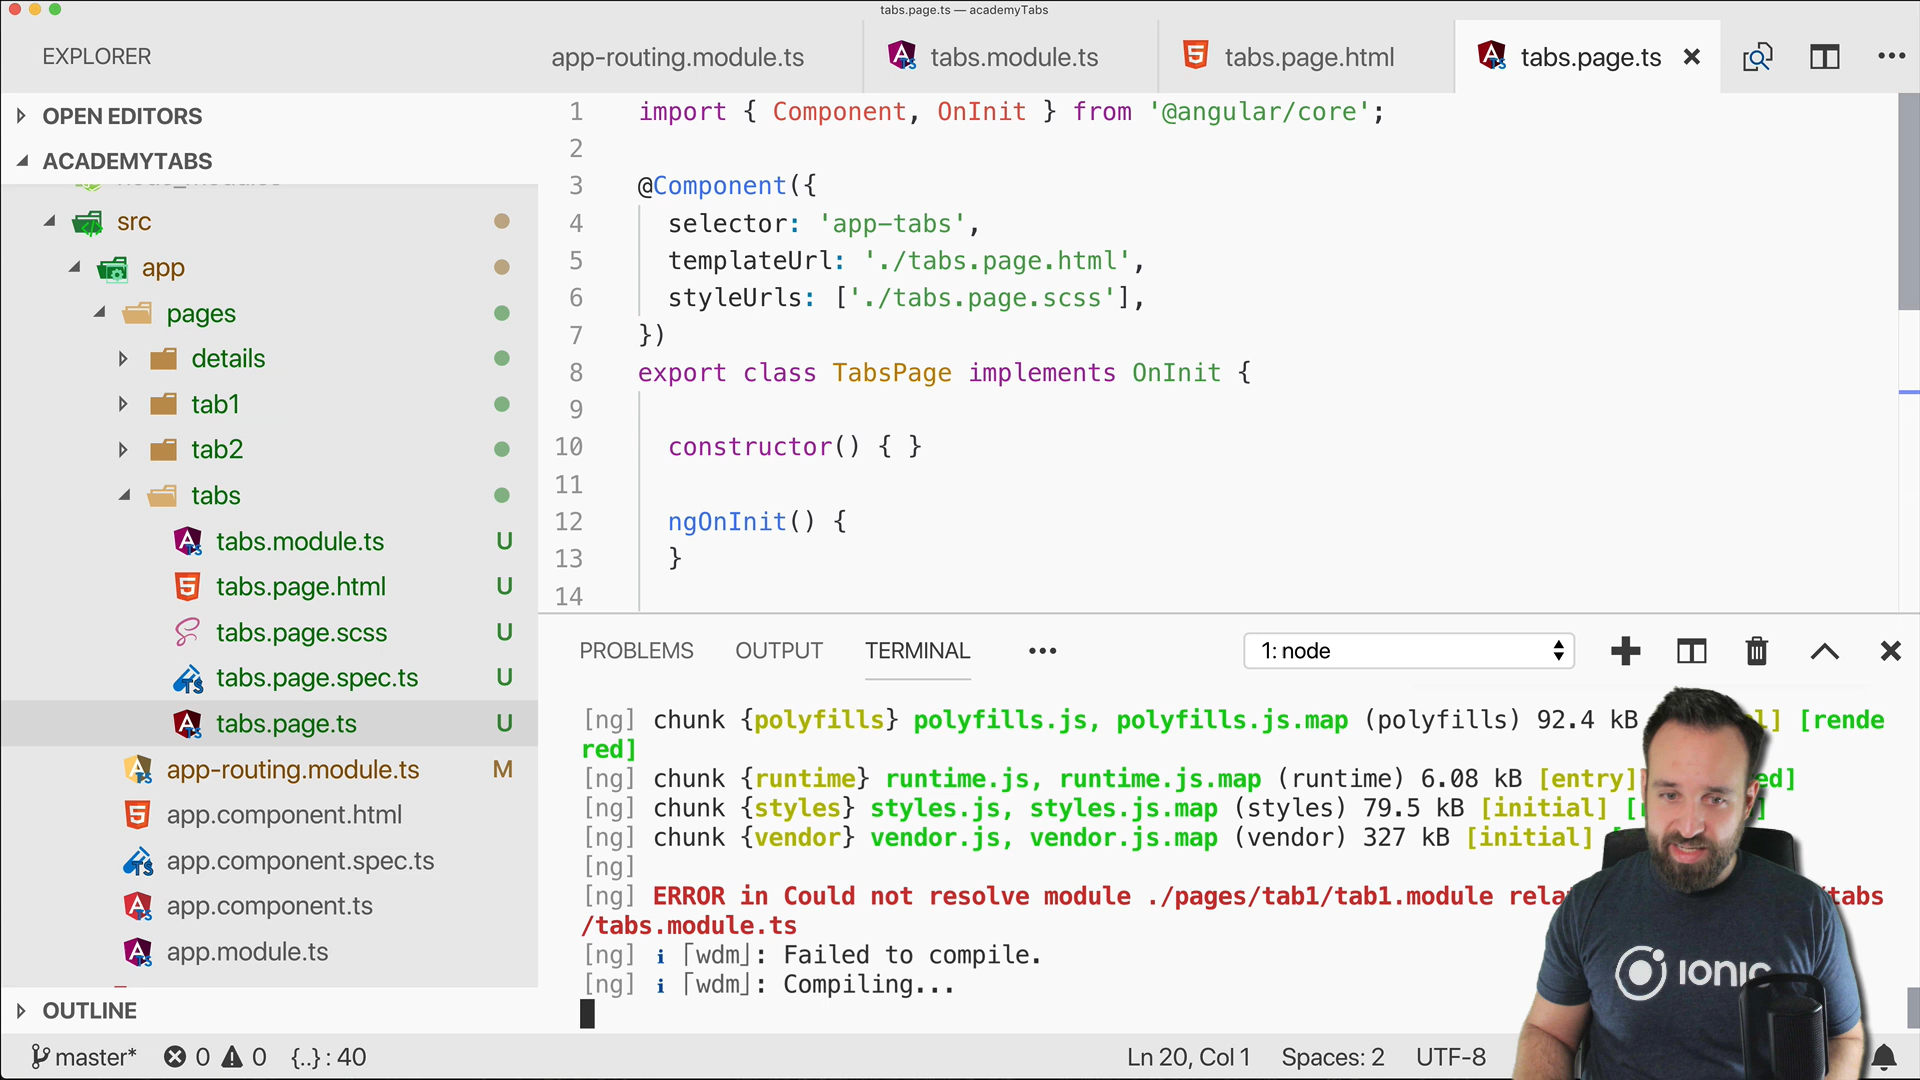 tabs.page.ts — academyTabs
EXPLORER
app-routing.module.ts
tabs.module.ts
tabs.page.html
tabs.page.ts
OPEN EDITORS
ACADEMYTABS
src
app
pages
details
tab1
tab2
tabs
tabs.module.ts U
tabs.page.html U
tabs.page.scss U
tabs.page.spec.ts U
tabs.page.ts U
app-routing.module.ts M
app.component.html
app.component.spec.ts
app.component.ts
app.module.ts
OUTLINE
1 import { Component, OnInit } from '@angular/core';
2
3 @Component({
4 selector: 'app-tabs',
5 templateUrl: './tabs.page.html',
6 styleUrls: ['./tabs.page.scss'],
7 })
8 export class TabsPage implements OnInit {
9
10 constructor() { }
11
12 ngOnInit() {
13 }
14
PROBLEMS OUTPUT TERMINAL
1: node
[ng] chunk {polyfills} polyfills.js, polyfills.js.map (polyfills) 92.4 kB l] [rende
red]
[ng] chunk {runtime} runtime.js, runtime.js.map (runtime) 6.08 kB [entry] ed]
[ng] chunk {styles} styles.js, styles.js.map (styles) 79.5 kB [initial] [
[ng] chunk {vendor} vendor.js, vendor.js.map (vendor) 327 kB [initial]
[ng]
[ng] ERROR in Could not resolve module ./pages/tab1/tab1.module rela tabs
/tabs.module.ts
[ng] ℹ ｢wdm｣: Failed to compile.
[ng] ℹ ｢wdm｣: Compiling...
IONIC
master* 0 0 {..} : 40
Ln 20, Col 1 Spaces: 2 UTF-8